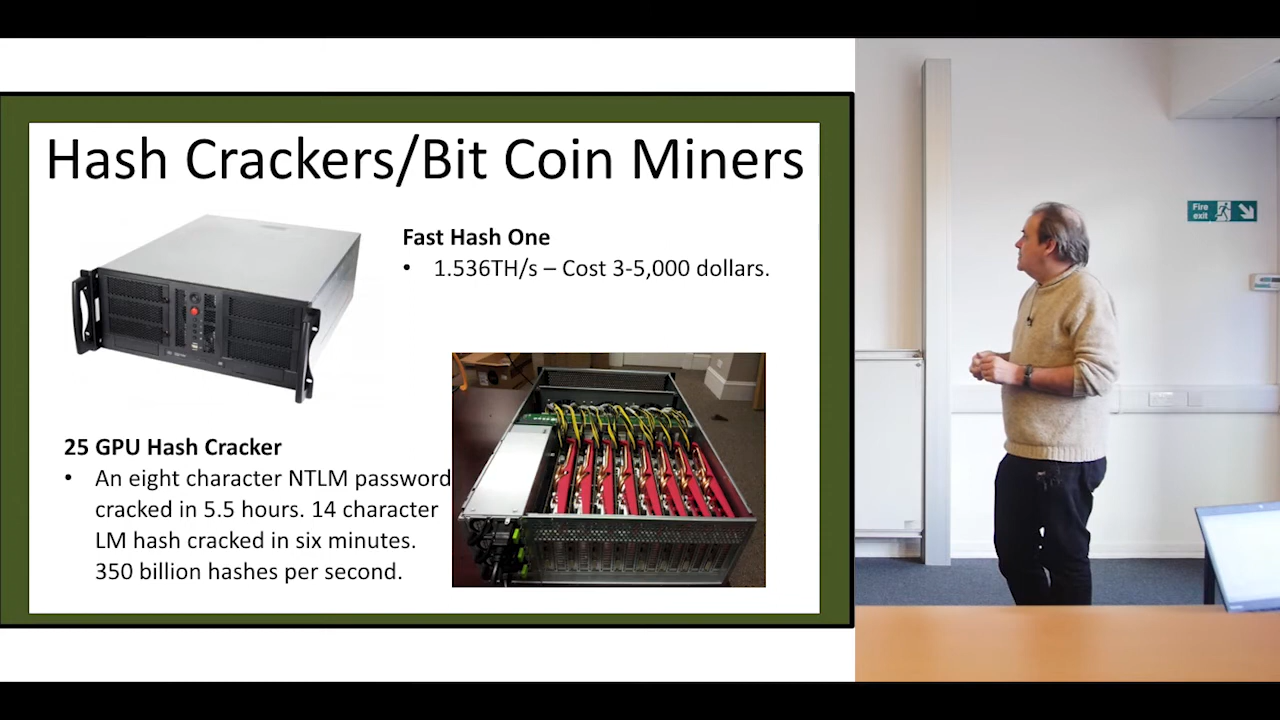 Hash Crackers/Bit Coin Miners
Fast Hash One
• 1.536TH/s – Cost 3-5,000 dollars.
25 GPU Hash Cracker
• An eight character NTLM password
cracked in 5.5 hours. 14 character
LM hash cracked in six minutes.
350 billion hashes per second.
Fire
exit